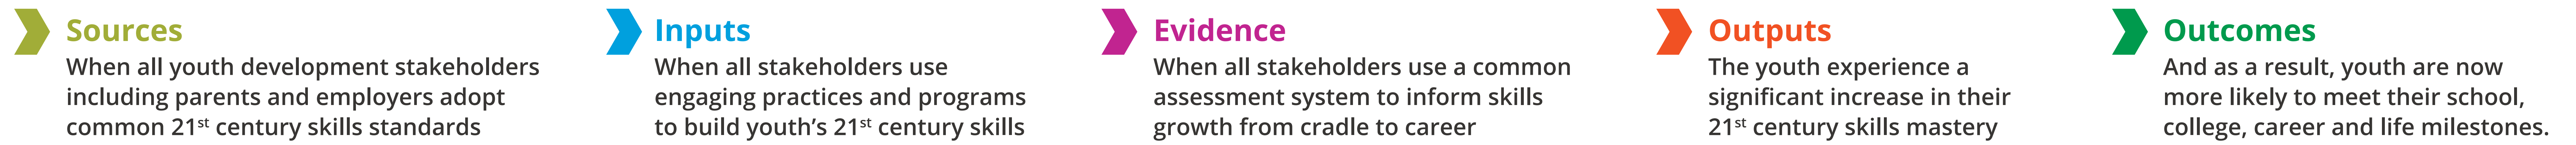 Sources
When all youth development stakeholders
including parents and employers adopt
common 21st century skills standards
Inputs
When all stakeholders use
engaging practices and programs
to build youth’s 21st century skills
Evidence
When all stakeholders use a common
assessment system to inform skills
growth from cradle to career
Outputs
The youth experience a
significant increase in their
21st century skills mastery
Outcomes
And as a result, youth are now
more likely to meet their school,
college, career and life milestones.